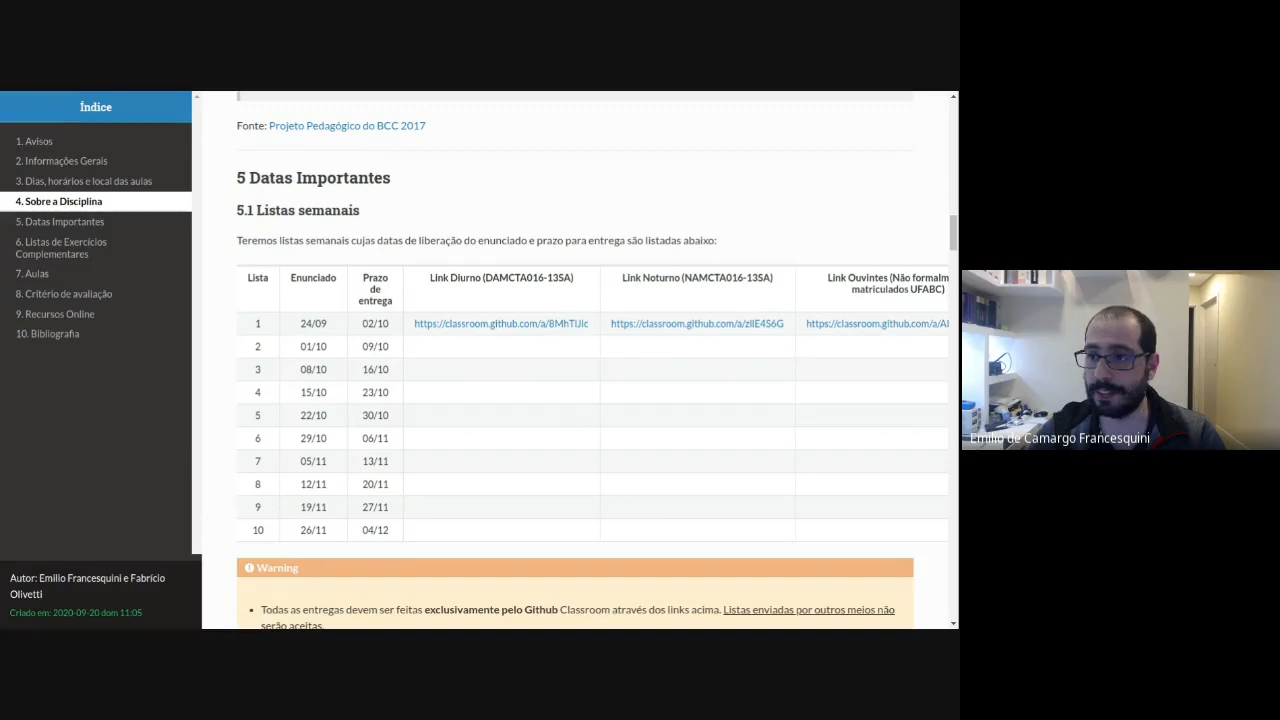 Índice
1. Avisos
2. Informações Gerais
3. Dias, horários e local das aulas
4. Sobre a Disciplina
5. Datas Importantes
6. Listas de Exercícios
Complementares
7. Aulas
8. Critério de avaliação
9. Recursos Online
10. Bibliografia
Autor: Emilio Francesquini e Fabrício
Olivetti
Criado em: 2020-09-20 dom 11:05
Fonte: Projeto Pedagógico do BCC 2017
5 Datas Importantes
5.1 Listas semanais
Teremos listas semanais cujas datas de liberação do enunciado e prazo para entrega são listadas abaixo:
Lista Enunciado Prazo de entrega Link Diurno (DAMCTA016-13SA) Link Noturno (NAMCTA016-13SA) Link Ouvintes (Não formalm matriculados UFABC)
1 24/09 02/10 https://classroom.github.com/a/8MhTlJlc https://classroom.github.com/a/zllE4S6G https://classroom.github.com/a/Al
2 01/10 09/10
3 08/10 16/10
4 15/10 23/10
5 22/10 30/10
6 29/10 06/11
7 05/11 13/11
8 12/11 20/11
9 19/11 27/11
10 26/11 04/12
Warning
• Todas as entregas devem ser feitas exclusivamente pelo Github Classroom através dos links acima. Listas enviadas por outros meios não
serão aceitas.
Emilio de Camargo Francesquini